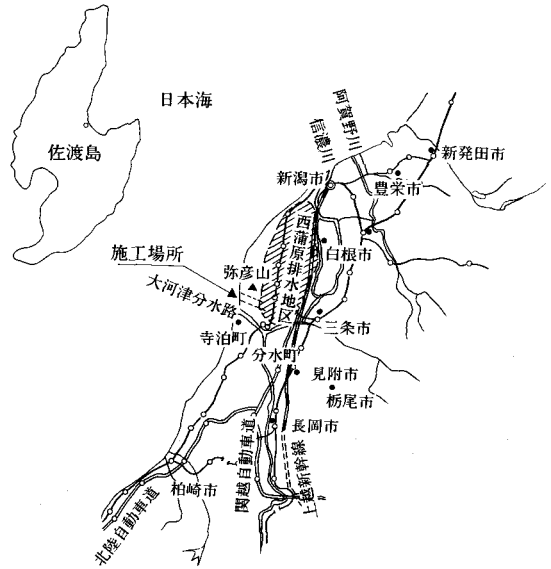 日本海
佐渡島
阿賀野川
信濃川
新発田市
新潟市
豊栄市
西蒲原排水地区
白根市
施工場所
弥彦山
大河津分水路
寺泊町
三条市
分水町
見附市
栃尾市
長岡市
関越自動車道
上越新幹線
柏崎市
北陸自動車道